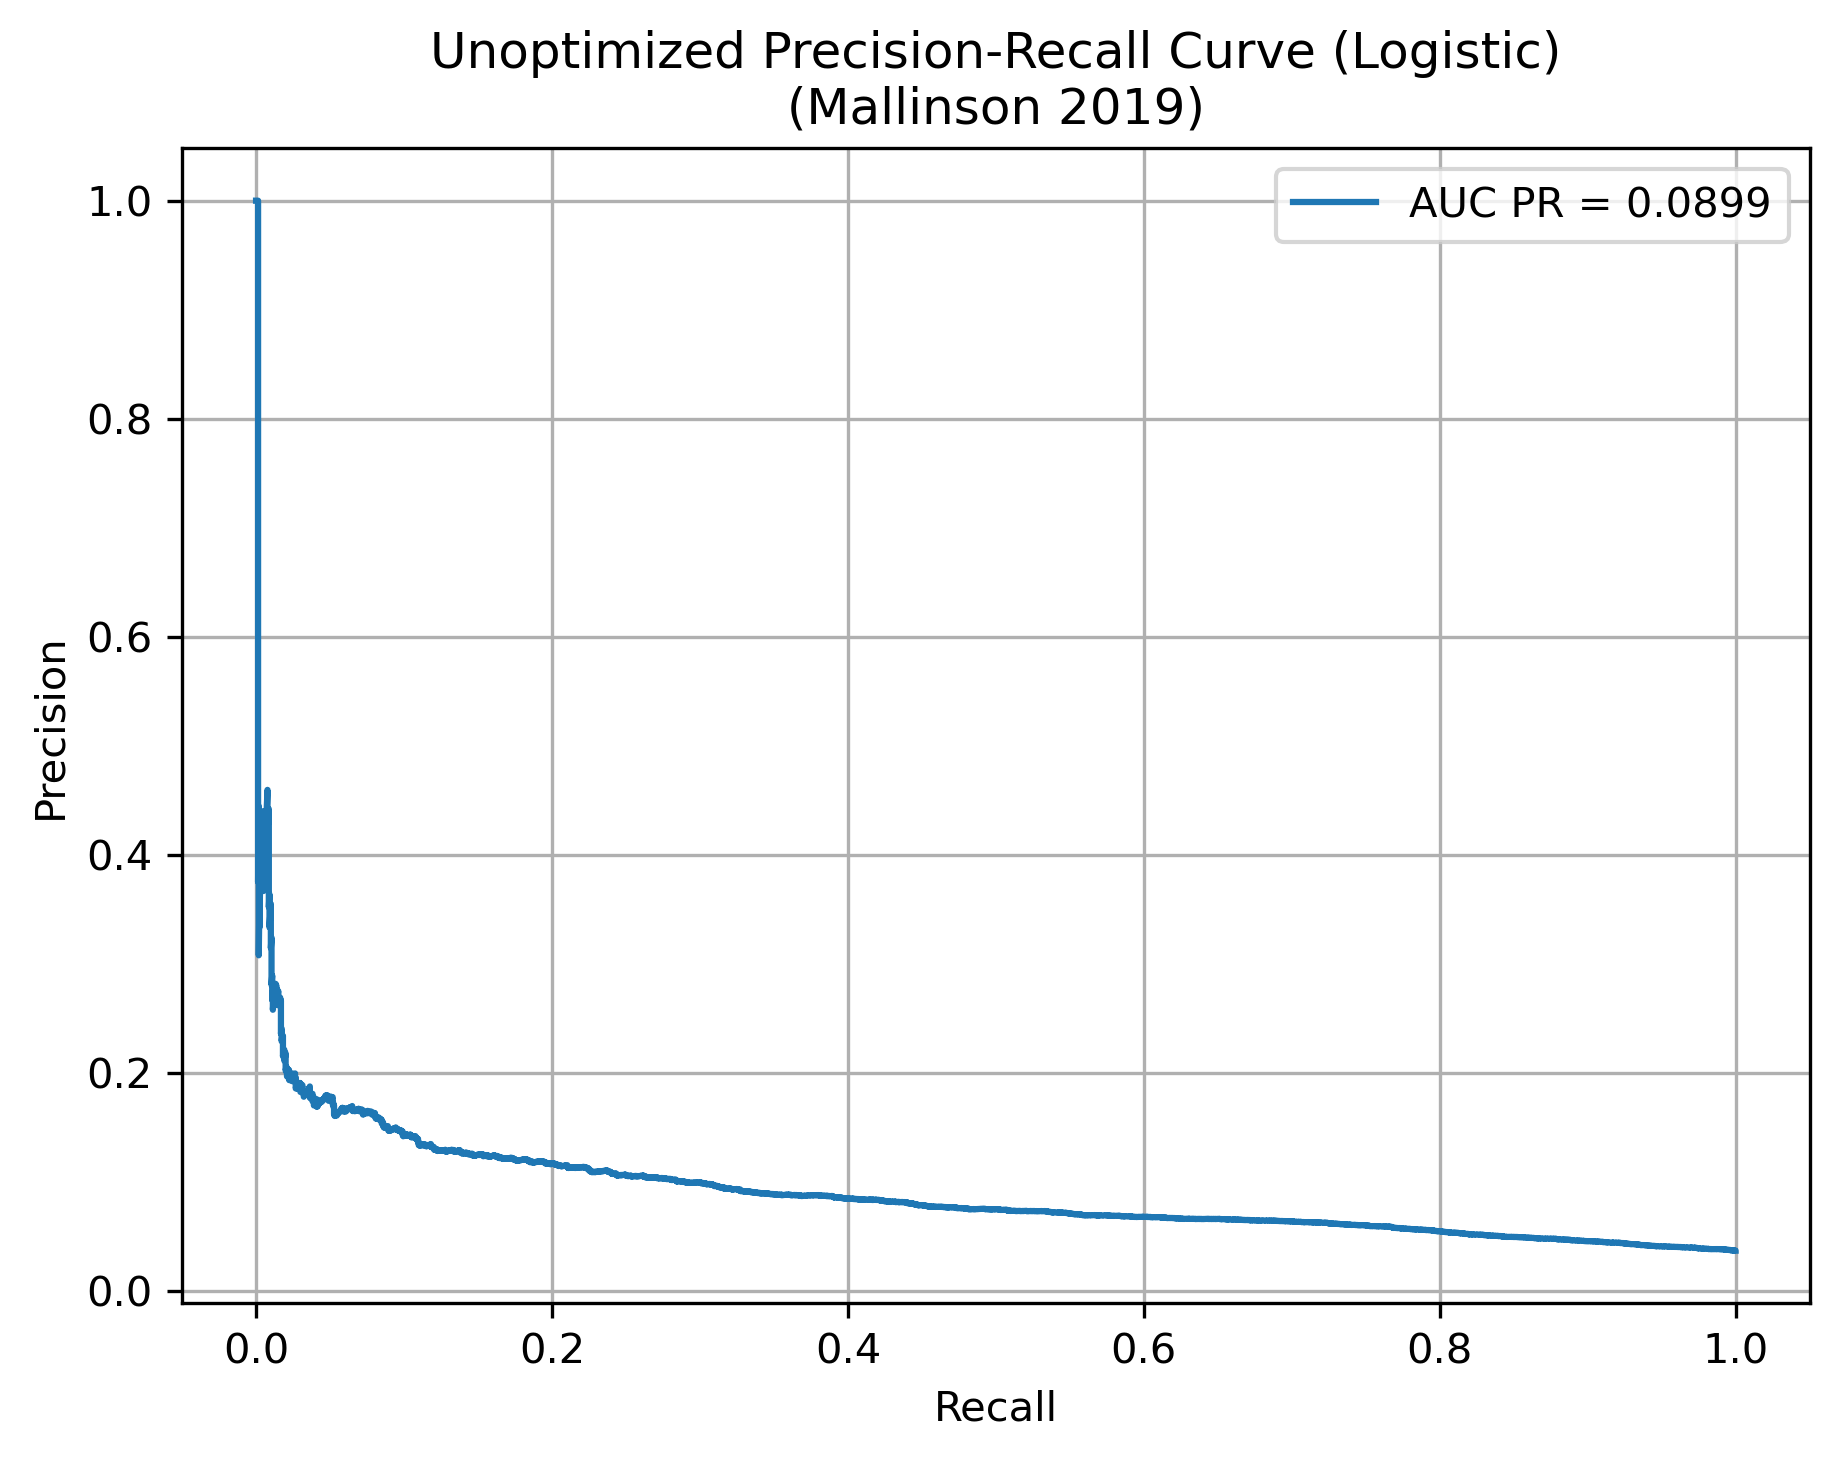 Unoptimized Precision-Recall Curve (Logistic)
(Mallinson 2019)
AUC PR = 0.0899
Precision
1.0
0.8
0.6
0.4
0.2
0.0
0.0 0.2 0.4 0.6 0.8 1.0
Recall